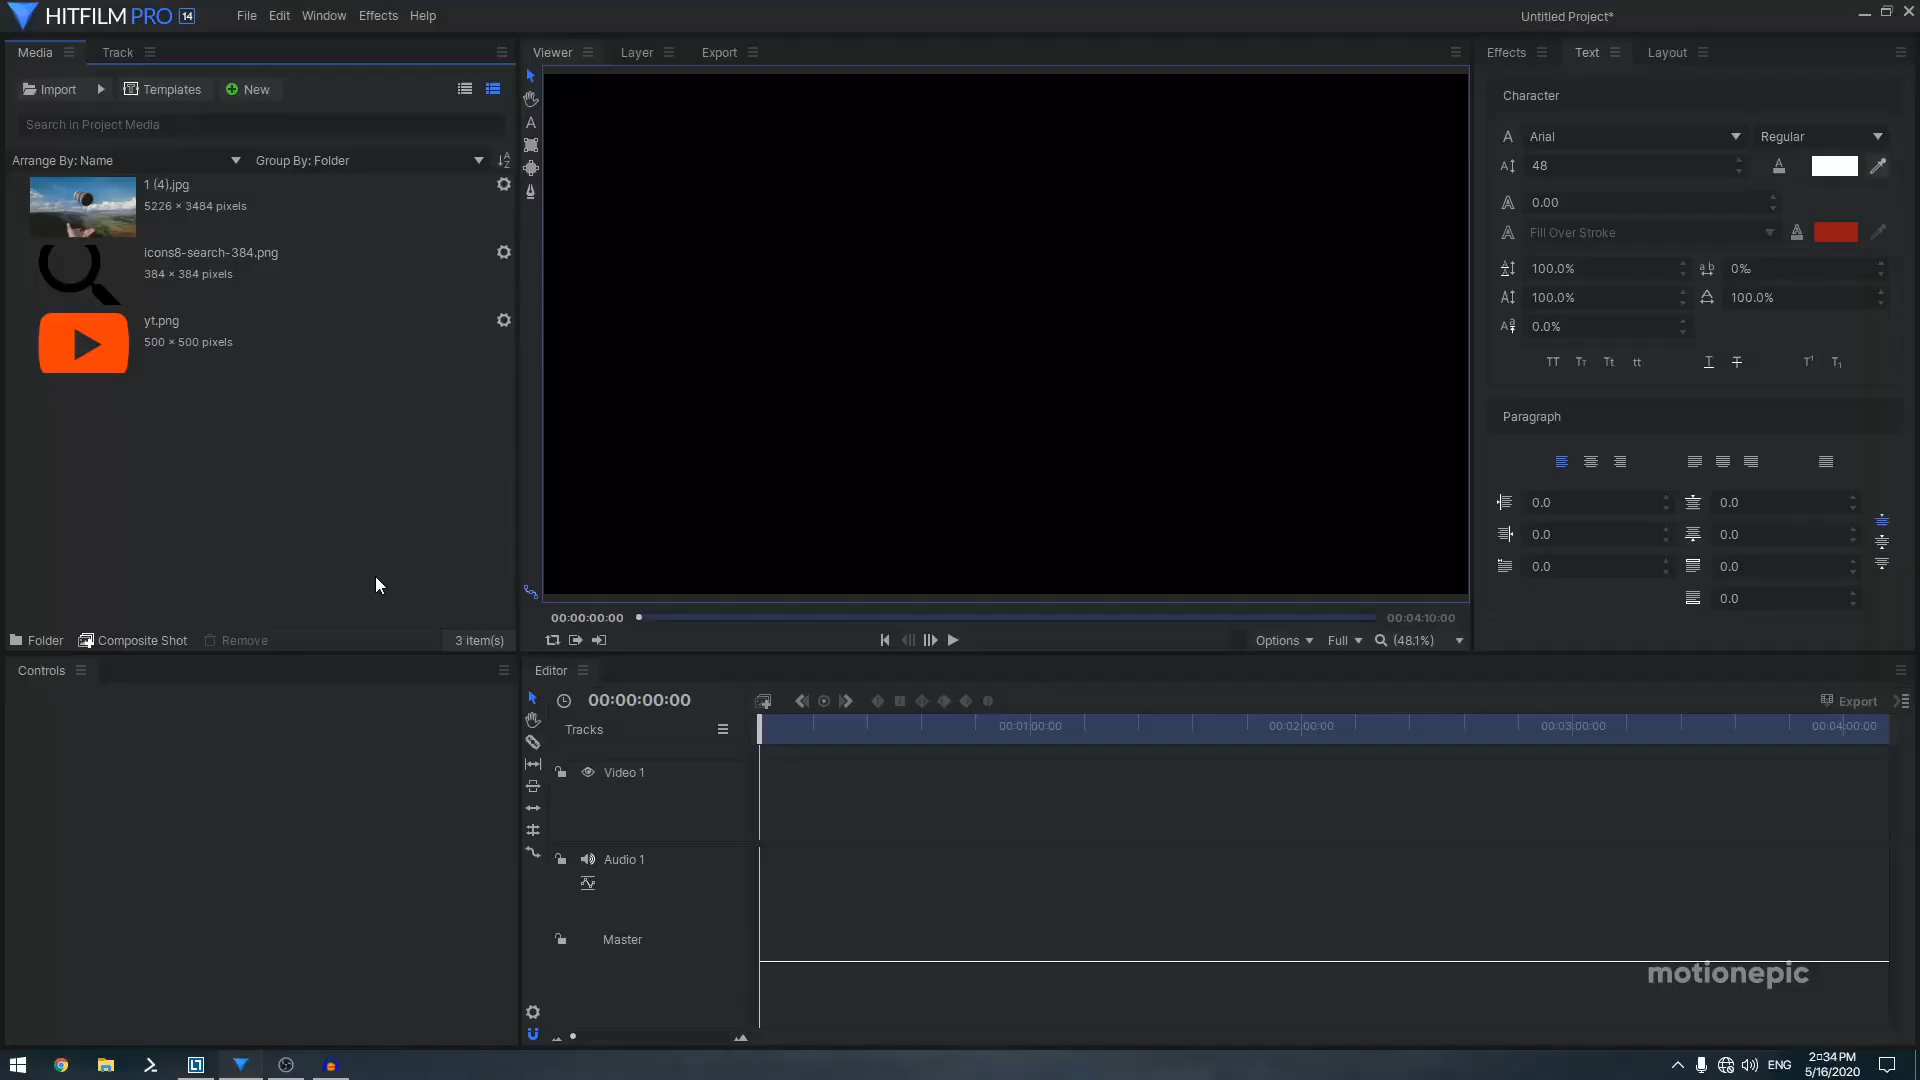 HITFILM PRO 14 File Edit Window Effects Help Untitled Project*
Media Track
Import Templates New
Search in Project Media
Arrange By: Name Group By: Folder
1 (4).jpg
5226 × 3484 pixels
icons8-search-384.png
384 × 384 pixels
yt.png
500 × 500 pixels
Folder Composite Shot Remove 3 item(s)
Viewer Layer Export
00:00:00:00 00:04:10:00
Options Full (48.1%)
Effects Text Layout
Character
Arial Regular
48
0.00
Fill Over Stroke
100.0% 0‰
100.0% 100.0%
0.0%
TT Tт Tt tt T T T¹ T₁
Paragraph
0.0 0.0
0.0 0.0
0.0 0.0
0.0
Controls
Editor
00:00:00:00 Export
Tracks 00:01:00:00 00:02:00:00 00:03:00:00 00:04:00:00
Video 1
Audio 1
Master
motionepic
ENG 2:34 PM
5/16/2020